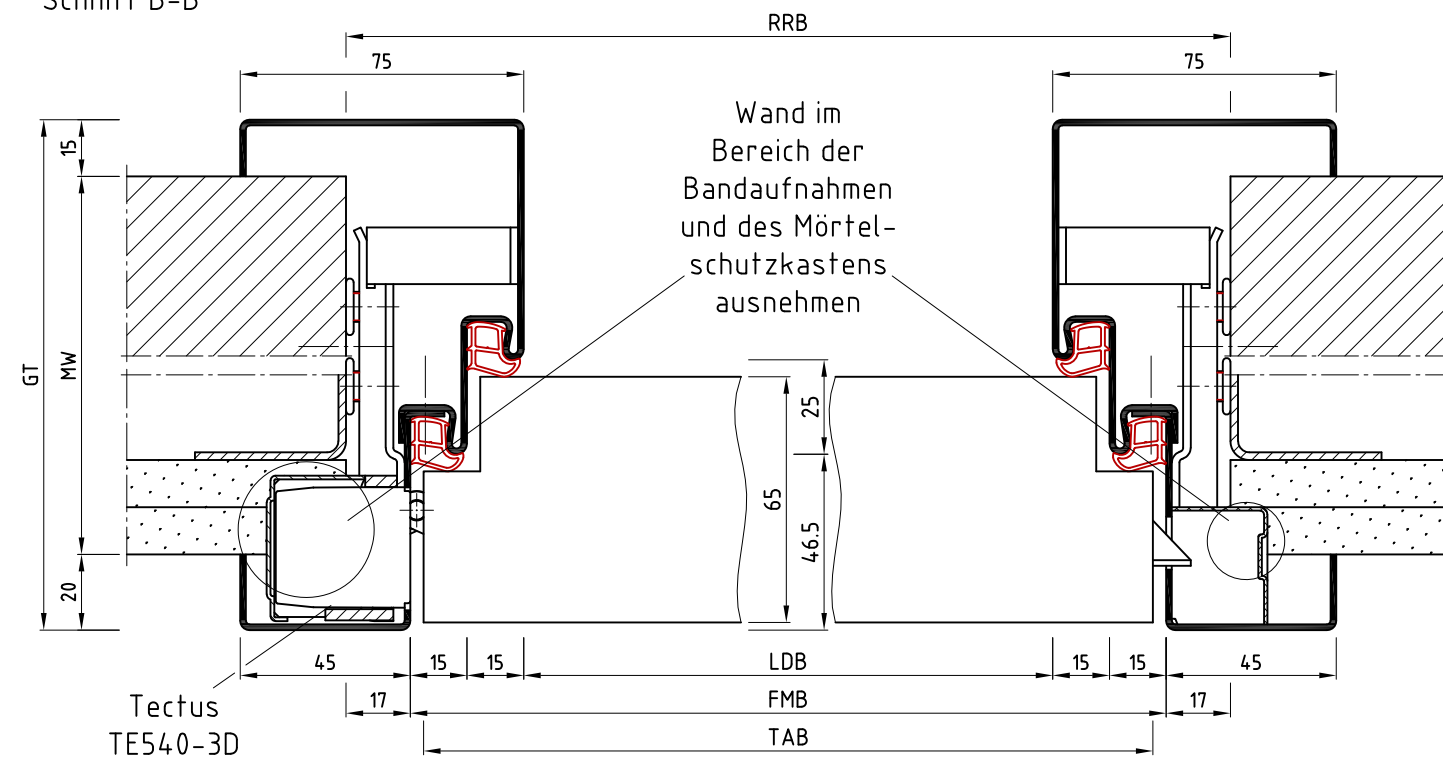 Schnitt B-B
RRB
75
75
Wand im
Bereich der
Bandaufnahmen
und des Mörtel-
schutzkastens
ausnehmen
15
MW
GT
20
25
65
46.5
45
15
15
LDB
15
15
45
17
FMB
17
TAB
Tectus
TE540-3D